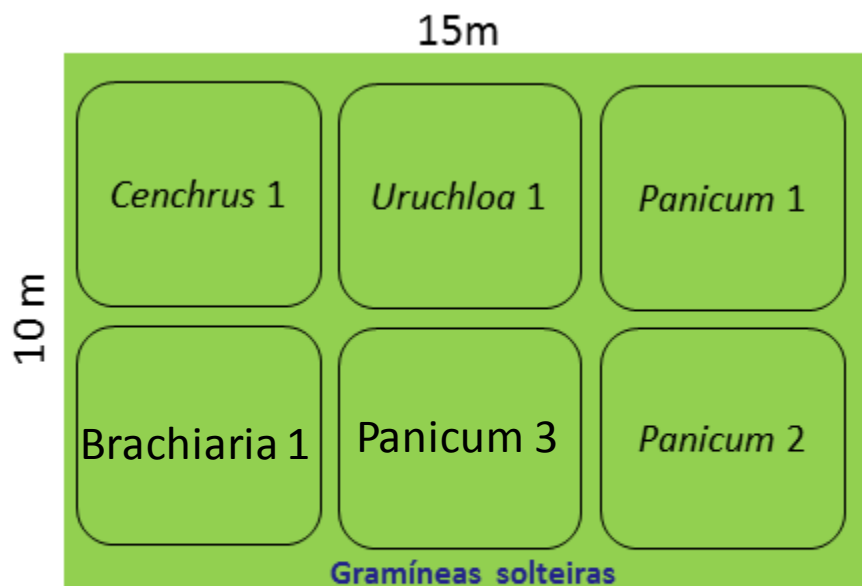 15m
Cenchrus 1
Uruchloa 1
Panicum 1
10 m
Brachiaria 1
Panicum 3
Panicum 2
Gramíneas solteiras